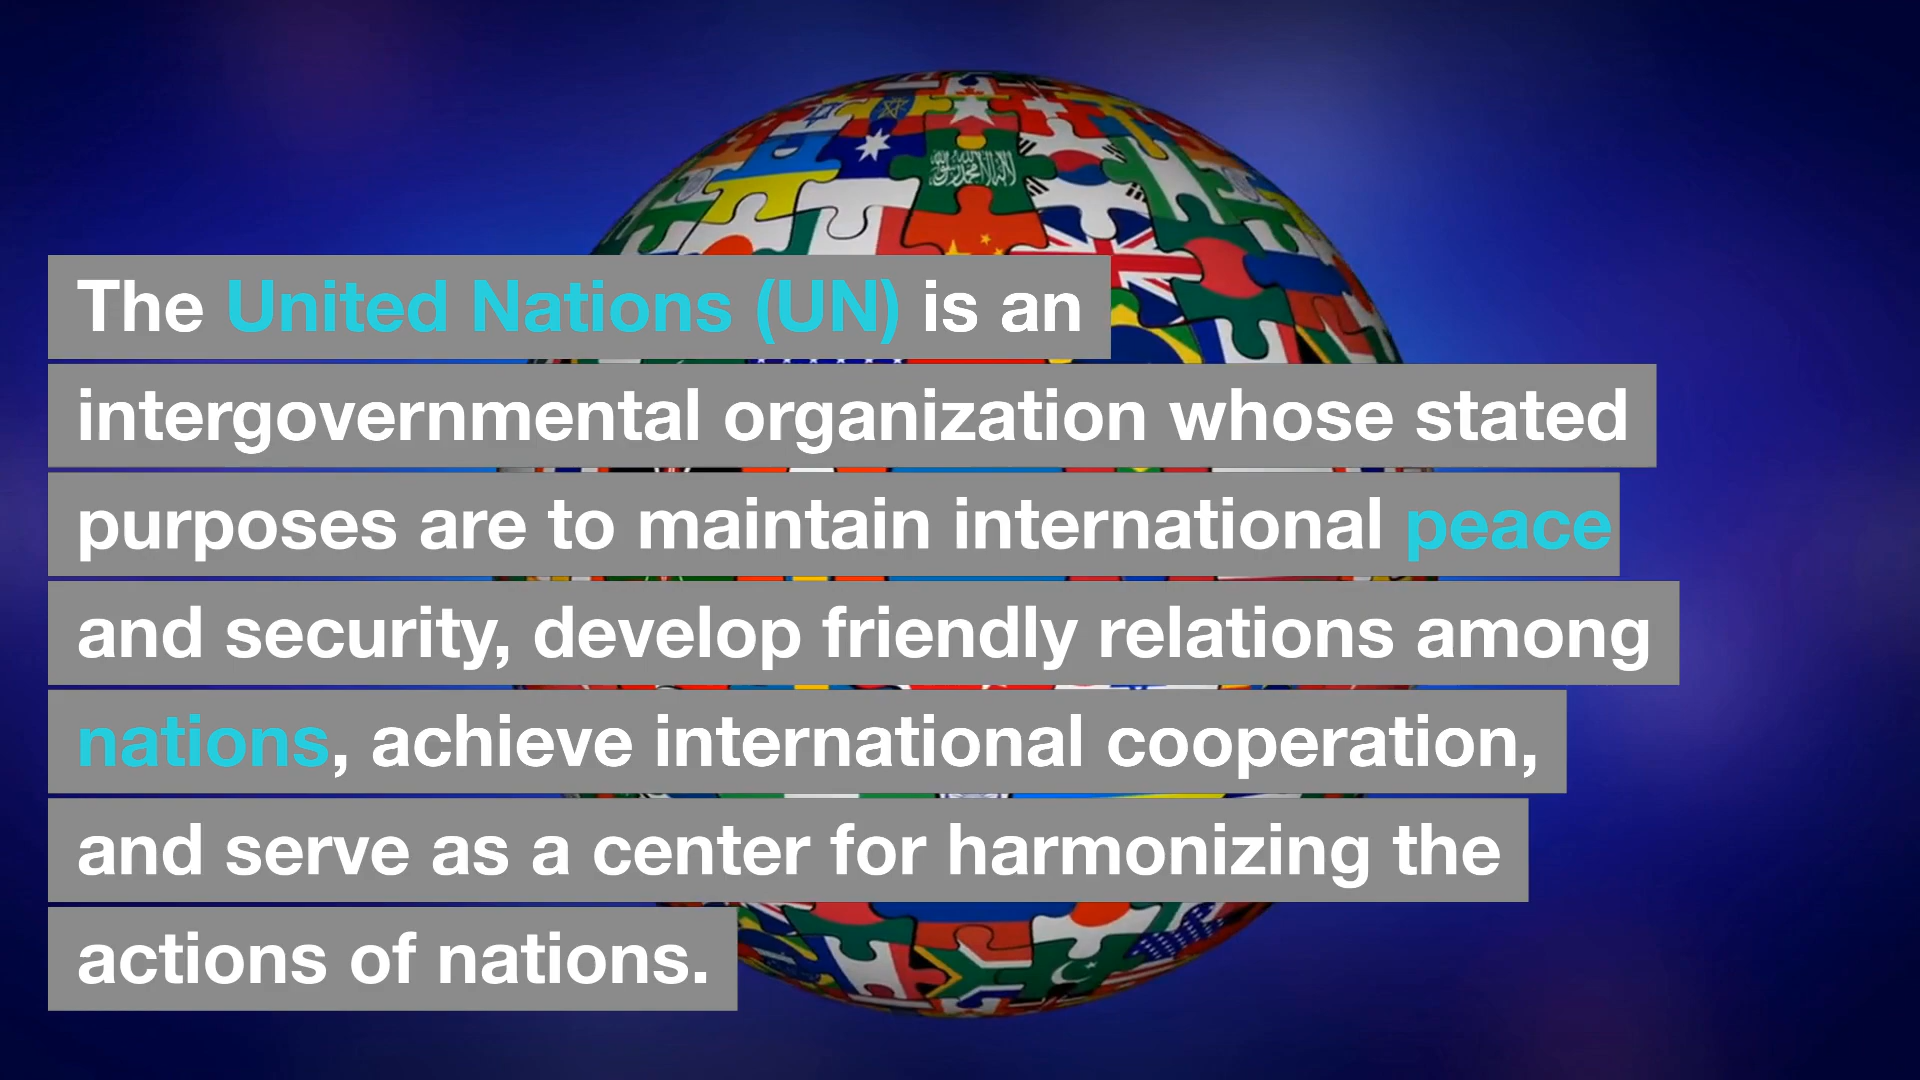 The United Nations (UN) is an
intergovernmental organization whose stated
purposes are to maintain international peace
and security, develop friendly relations among
nations, achieve international cooperation,
and serve as a center for harmonizing the
actions of nations.